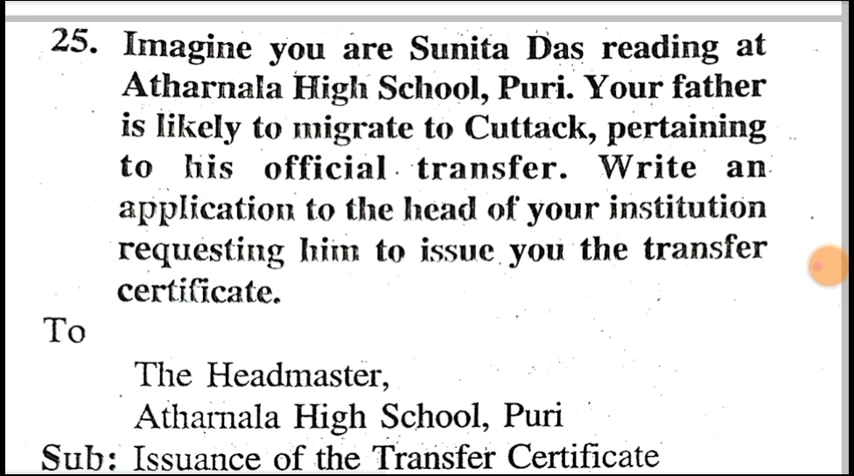 25. Imagine you are Sunita Das reading at
Atharnala High School, Puri. Your father
is likely to migrate to Cuttack, pertaining
to his official transfer. Write an
application to the head of your institution
requesting him to issue you the transfer
certificate.
To
The Headmaster,
Atharnala High School, Puri
Sub: Issuance of the Transfer Certificate